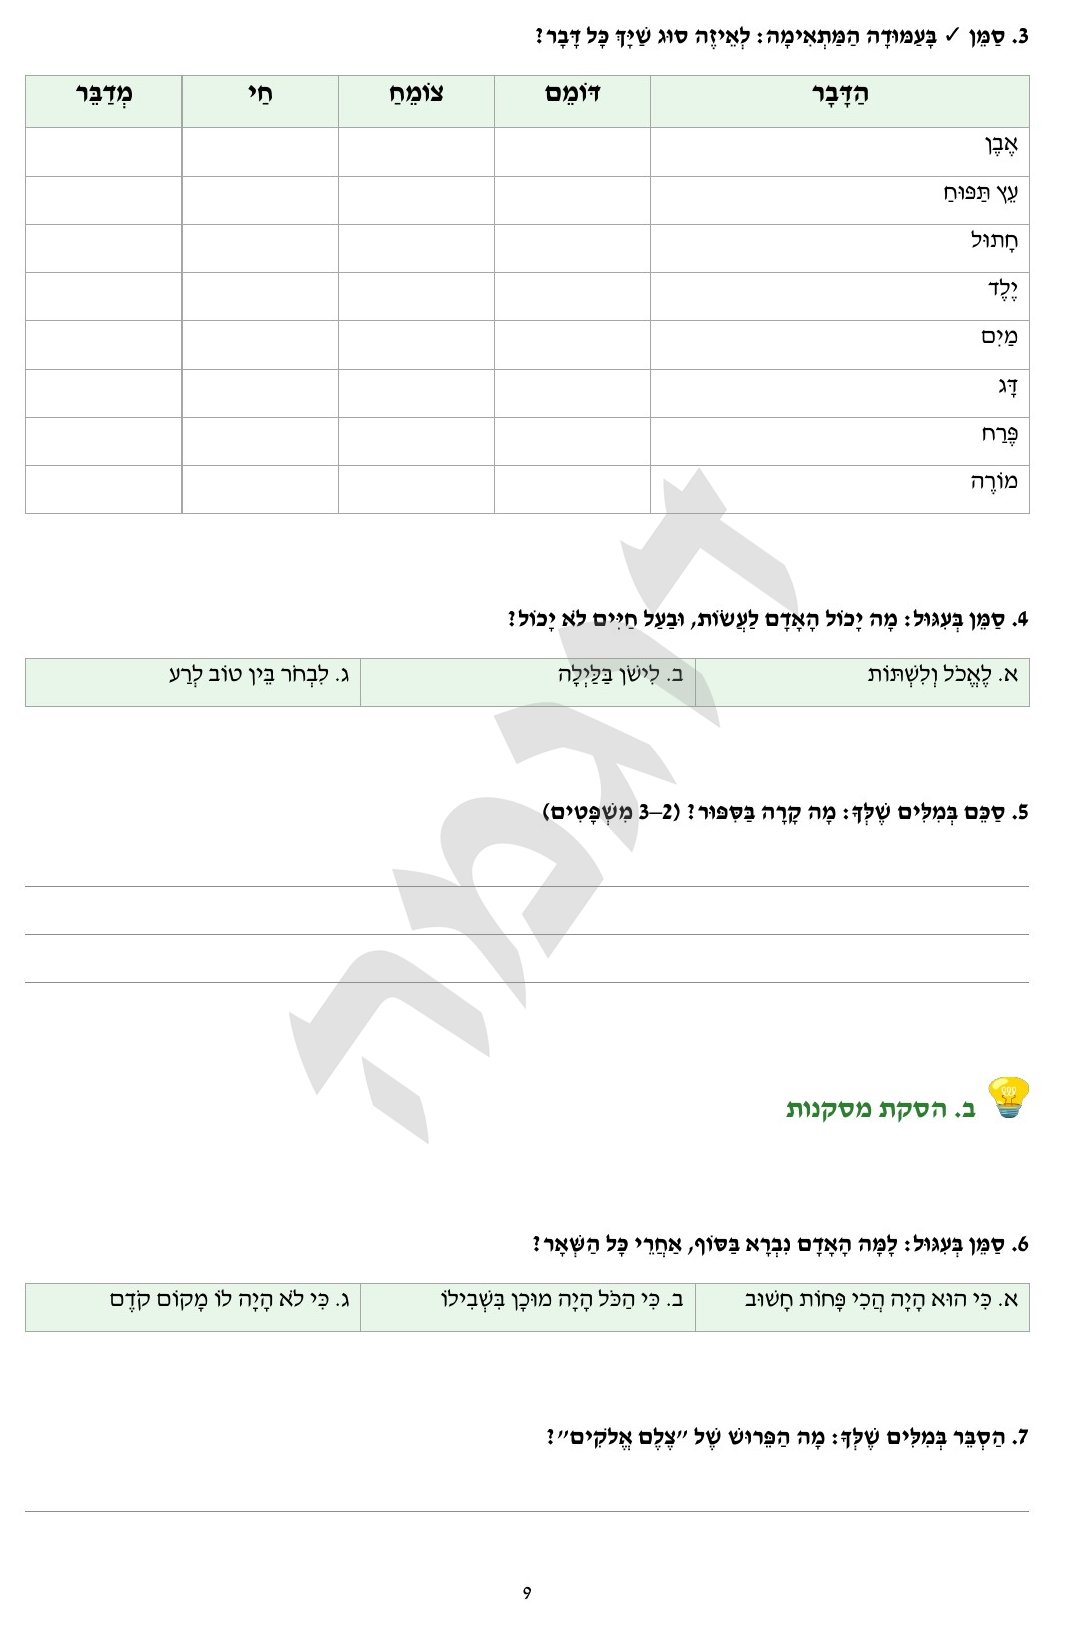 3. סַמֵּן ✓ בָּעַמּוּדָה הַמַּתְאִימָה: לְאֵיזֶה סוּג שַׁיָּךְ כָּל דָּבָר?
הַדָּבָר דּוֹמֵם צוֹמֵחַ חַי מְדַבֵּר
אֶבֶן
עֵץ תַּפּוּחַ
חָתוּל
יֶלֶד
מַיִם
דָּג
פֶּרַח
מוֹרֶה
4. סַמֵּן בְּעִגּוּל: מָה יָכוֹל הָאָדָם לַעֲשׂוֹת, וּבַעַל חַיִּים לֹא יָכוֹל?
א. לֶאֱכֹל וְלִשְׁתּוֹת ב. לִישֹׁן בַּלַּיְלָה ג. לִבְחֹר בֵּין טוֹב לְרַע
5. סַכֵּם בְּמִלִּים שֶׁלְּךָ: מָה קָרָה בַּסִּפּוּר? (2–3 מִשְׁפָּטִים)
דוגמה
ב. הסקת מסקנות
6. סַמֵּן בְּעִגּוּל: לָמָּה הָאָדָם נִבְרָא בַּסּוֹף, אַחֲרֵי כָּל הַשְּׁאָר?
א. כִּי הוּא הָיָה הֲכִי פָּחוֹת חָשׁוּב ב. כִּי הַכֹּל הָיָה מוּכָן בִּשְׁבִילוֹ ג. כִּי לֹא הָיָה לוֹ מָקוֹם קֹדֶם
7. הַסְבֵּר בְּמִלִּים שֶׁלְּךָ: מָה הַפֵּרוּשׁ שֶׁל "צֶלֶם אֱלֹקִים"?
9